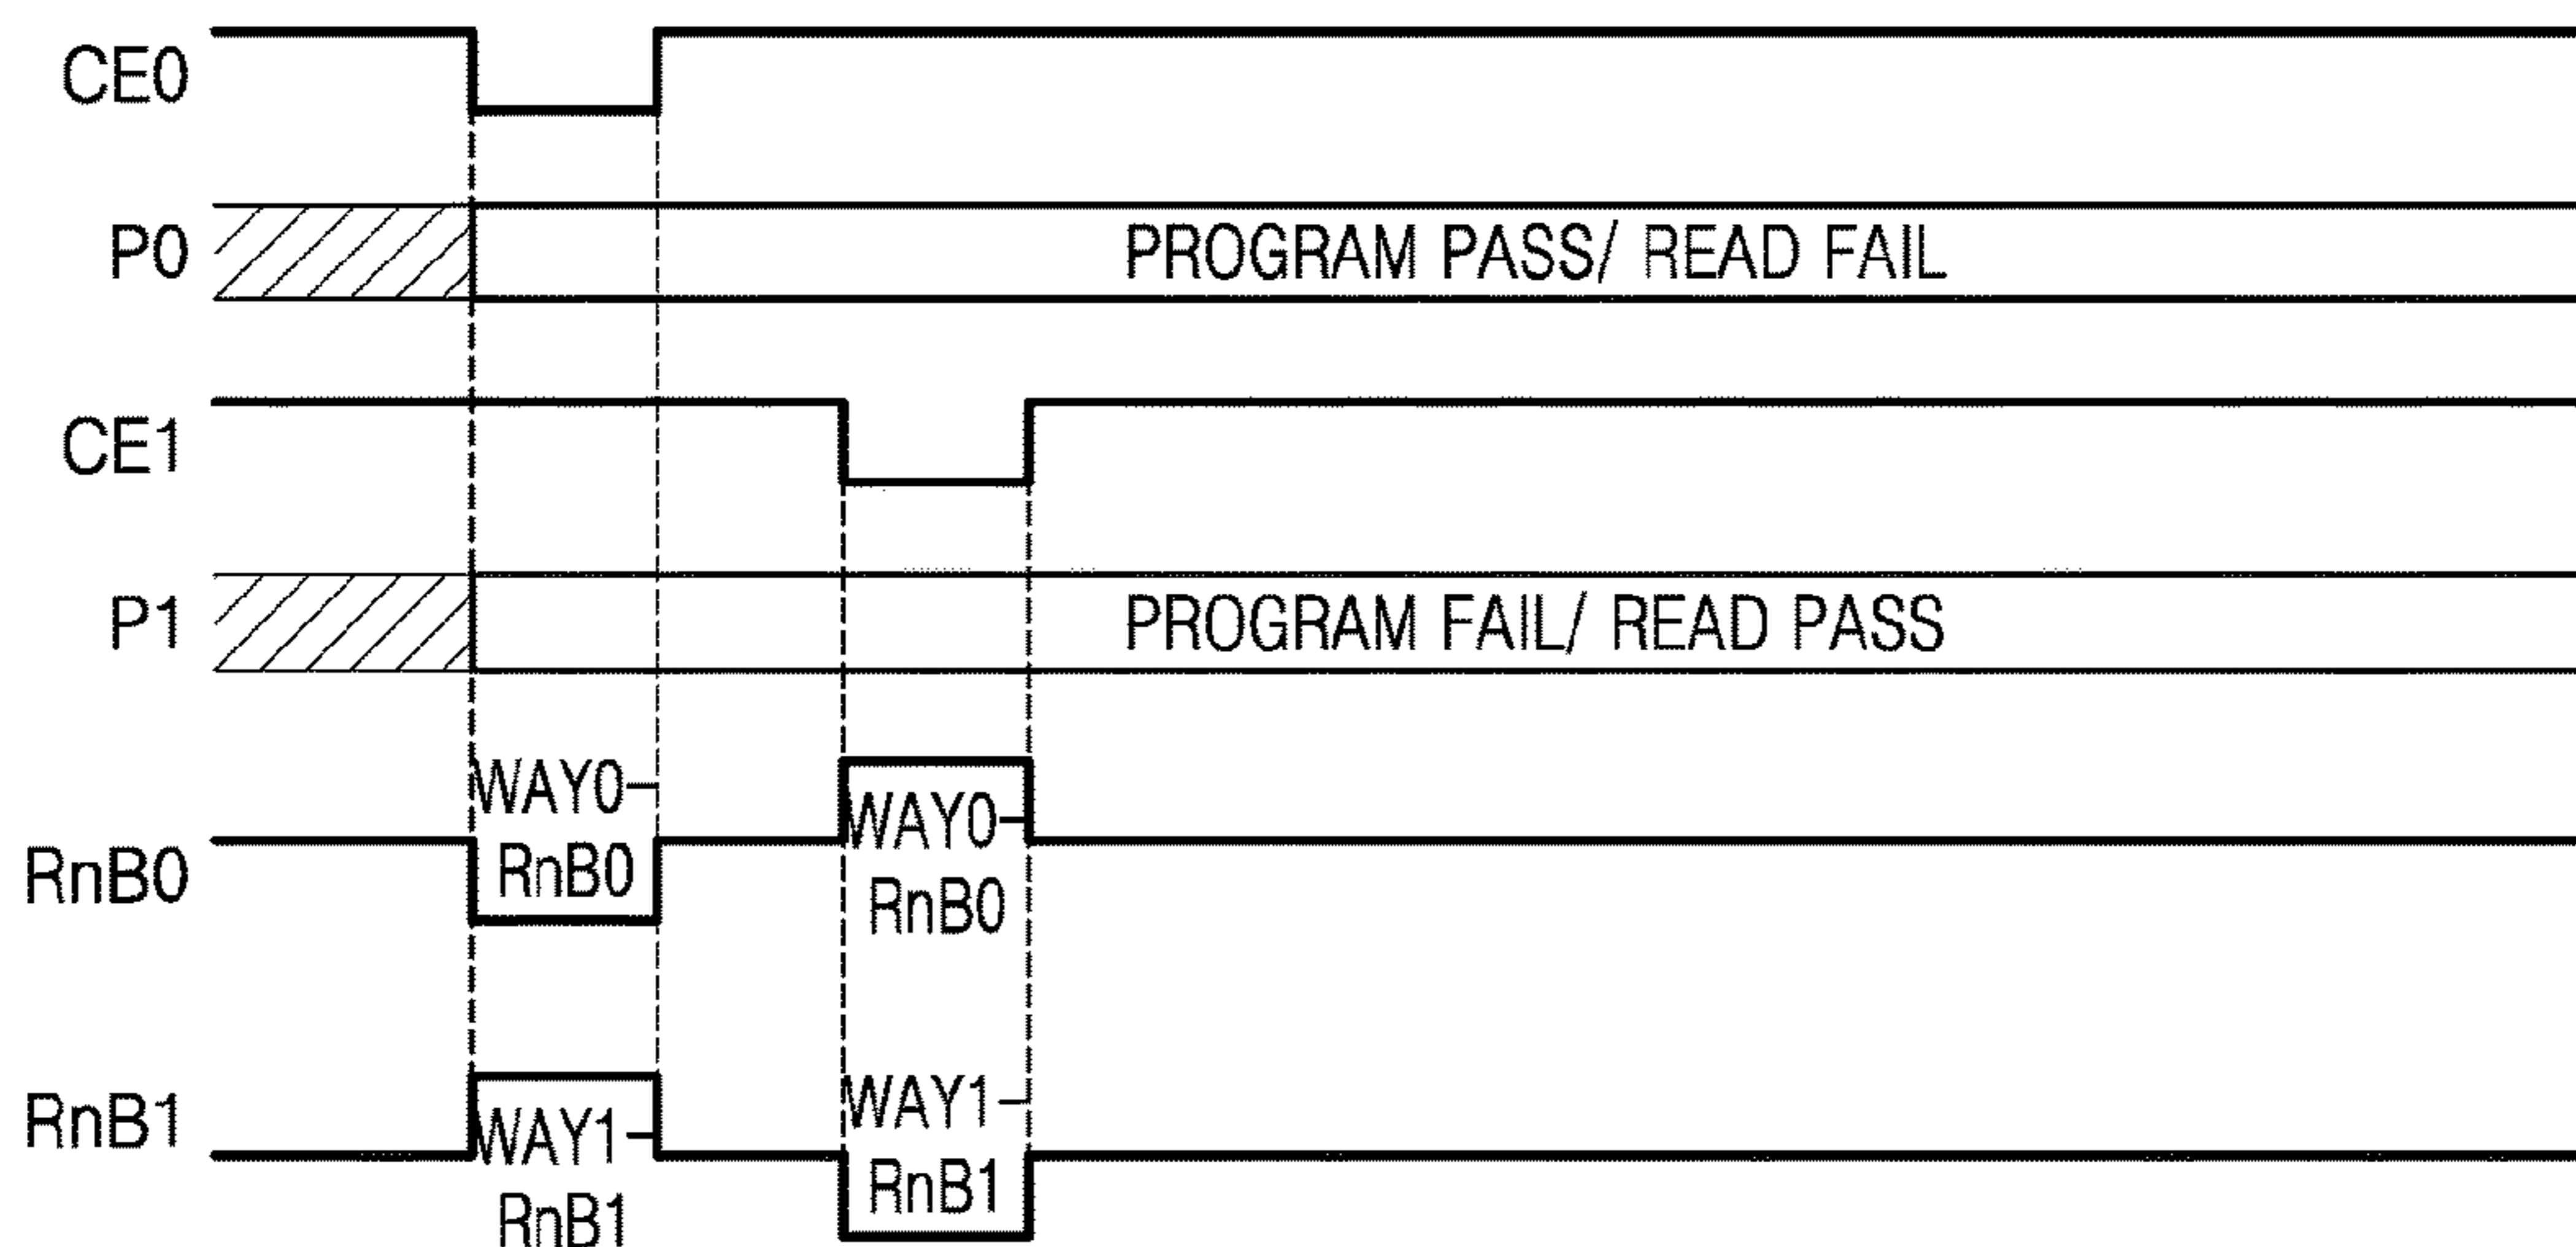 CE0
P0
PROGRAM PASS/ READ FAIL
CE1
P1
PROGRAM FAIL/ READ PASS
WAY0
RnB0
WAY0
RnB0
RnB0
WAY1
RnB1
WAY1
RnB1
RnB1